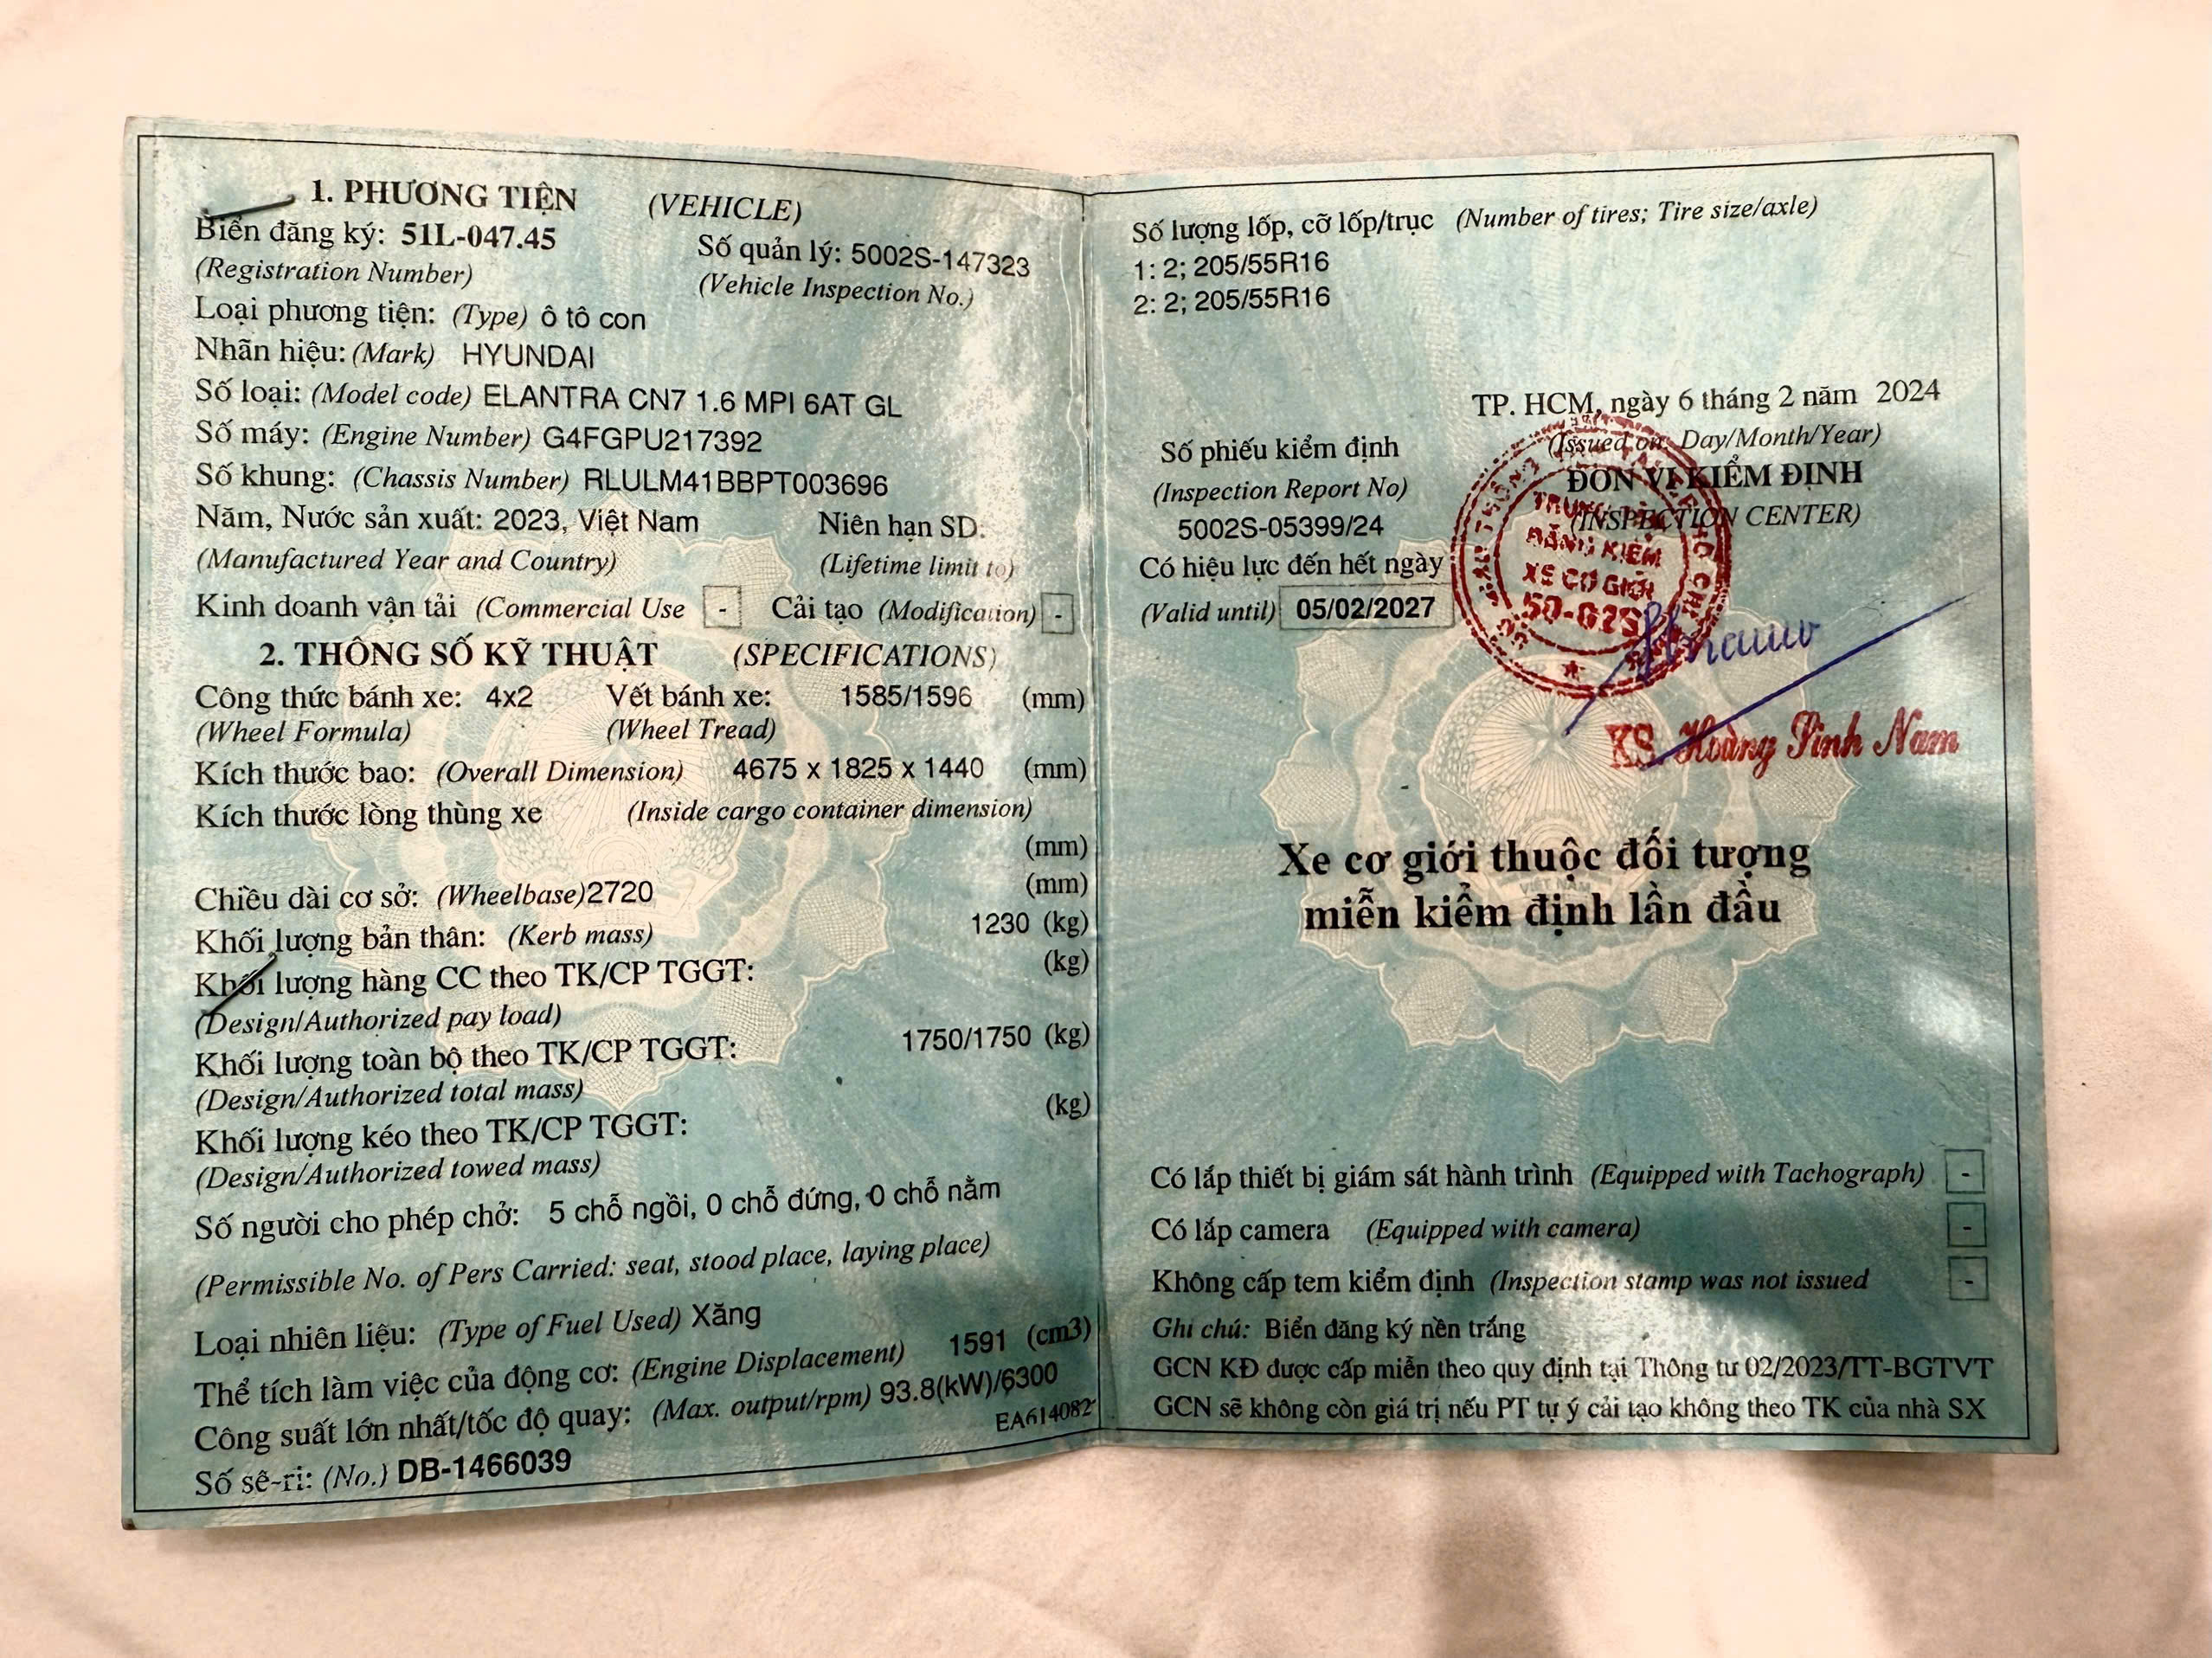 1. PHƯƠNG TIỆN (VEHICLE)
Biển đăng ký: 51L-047.45 Số quản lý: 5002S-147323
(Registration Number) (Vehicle Inspection No.)
Loại phương tiện: (Type) ô tô con
Nhãn hiệu: (Mark) HYUNDAI
Số loại: (Model code) ELANTRA CN7 1.6 MPI 6AT GL
Số máy: (Engine Number) G4FGPU217392
Số khung: (Chassis Number) RLULM41BBPT003696
Năm, Nước sản xuất: 2023, Việt Nam Niên hạn SD:
(Manufactured Year and Country) (Lifetime limit to)
Kinh doanh vận tải (Commercial Use - Cải tạo (Modification) -
2. THÔNG SỐ KỸ THUẬT (SPECIFICATIONS)
Công thức bánh xe: 4x2 Vết bánh xe: 1585/1596 (mm)
(Wheel Formula) (Wheel Tread)
Kích thước bao: (Overall Dimension) 4675 x 1825 x 1440 (mm)
Kích thước lòng thùng xe (Inside cargo container dimension)
(mm)
Chiều dài cơ sở: (Wheelbase)2720 (mm)
Khối lượng bản thân: (Kerb mass) 1230 (kg)
Khối lượng hàng CC theo TK/CP TGGT: (kg)
(Design/Authorized pay load)
Khối lượng toàn bộ theo TK/CP TGGT: 1750/1750 (kg)
(Design/Authorized total mass)
Khối lượng kéo theo TK/CP TGGT: (kg)
(Design/Authorized towed mass)
Số người cho phép chở: 5 chỗ ngồi, 0 chỗ đứng, 0 chỗ nằm
(Permissible No. of Pers Carried: seat, stood place, laying place)
Loại nhiên liệu: (Type of Fuel Used) Xăng
Thể tích làm việc của động cơ: (Engine Displacement) 1591 (cm3)
Công suất lớn nhất/tốc độ quay: (Max. output/rpm) 93.8(kW)/6300
EA614082
Số sê-ri: (No.) DB-1466039
Số lượng lốp, cỡ lốp/trục (Number of tires; Tire size/axle)
1: 2; 205/55R16
2: 2; 205/55R16
TP. HCM, ngày 6 tháng 2 năm 2024
(Issued on: Day/Month/Year)
Số phiếu kiểm định
(Inspection Report No)
5002S-05399/24
Có hiệu lực đến hết ngày
(Valid until) 05/02/2027
ĐƠN VỊ KIỂM ĐỊNH
(INSPECTION CENTER)
TRUNG TÂM
ĐĂNG KIỂM
XE CƠ GIỚI
50-02S
KS. Hoàng Đình Nam
Xe cơ giới thuộc đối tượng
miễn kiểm định lần đầu
VIỆT NAM
Có lắp thiết bị giám sát hành trình (Equipped with Tachograph) -
Có lắp camera (Equipped with camera) -
Không cấp tem kiểm định (Inspection stamp was not issued -
Ghi chú: Biển đăng ký nền trắng
GCN KĐ được cấp miễn theo quy định tại Thông tư 02/2023/TT-BGTVT
GCN sẽ không còn giá trị nếu PT tự ý cải tạo không theo TK của nhà SX